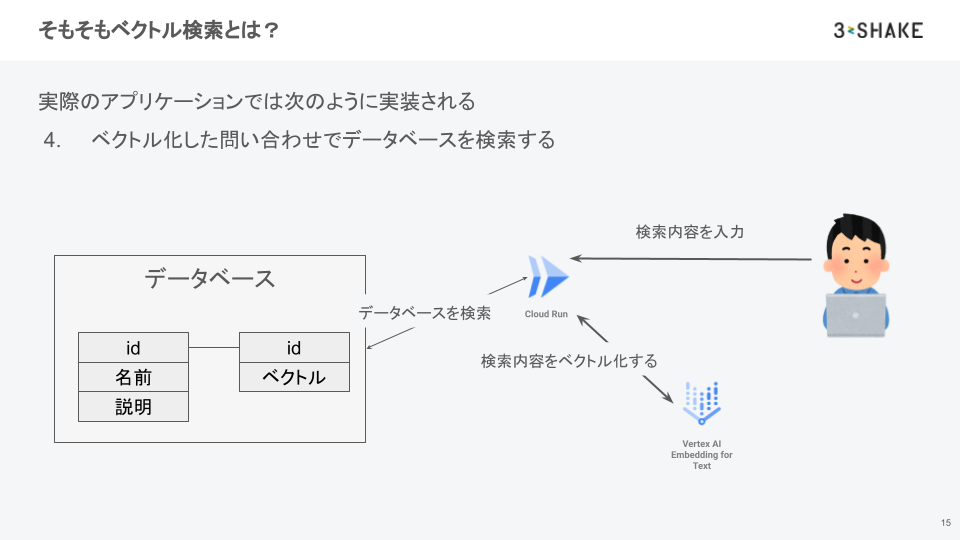 そもそもベクトル検索とは？
3-SHAKE
実際のアプリケーションでは次のように実装される
4. ベクトル化した問い合わせでデータベースを検索する
検索内容を入力
データベース
データベースを検索
Cloud Run
id
名前
説明
id
ベクトル
検索内容をベクトル化する
Vertex AI
Embedding for
Text
15